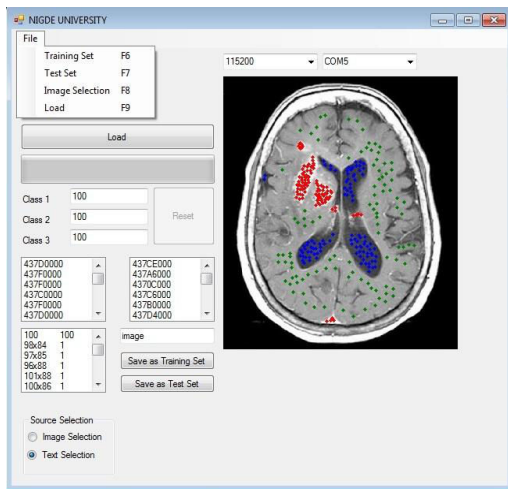 NIGDE UNIVERSITY
File
Training Set F6
Test Set F7
Image Selection F8
Load F9
115200 COM5
Load
Class 1 100
Class 2 100
Class 3 100
Reset
437D0000
437F0000
437F0000
437C0000
437F0000
437D0000
437CE000
437A6000
4370C000
437C6000
437B0000
437D4000
100 100
98x84 1
97x85 1
96x88 1
101x88 1
100x86 1
image
Save as Training Set
Save as Test Set
Source Selection
Image Selection
Text Selection